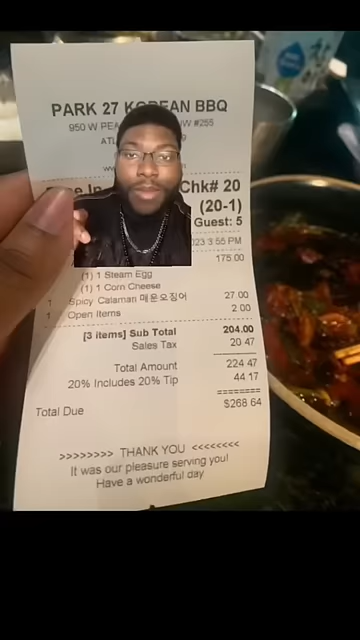 PARK 27 KOREAN BBQ
950 W PEA #255
ATL
Chk# 20
(20-1)
Guest: 5
023 3:55 PM
175.00
(1) 1 Steam Egg
(1) 1 Corn Cheese
1 Spicy Calamari 매운오징어 27.00
1 Open Items 2.00
[3 items] Sub Total 204.00
Sales Tax 20 47
Total Amount 224 47
20% Includes 20% Tip 44 17
========
Total Due $268 64
>>>>>>>> THANK YOU <<<<<<<<
It was our pleasure serving you!
Have a wonderful day